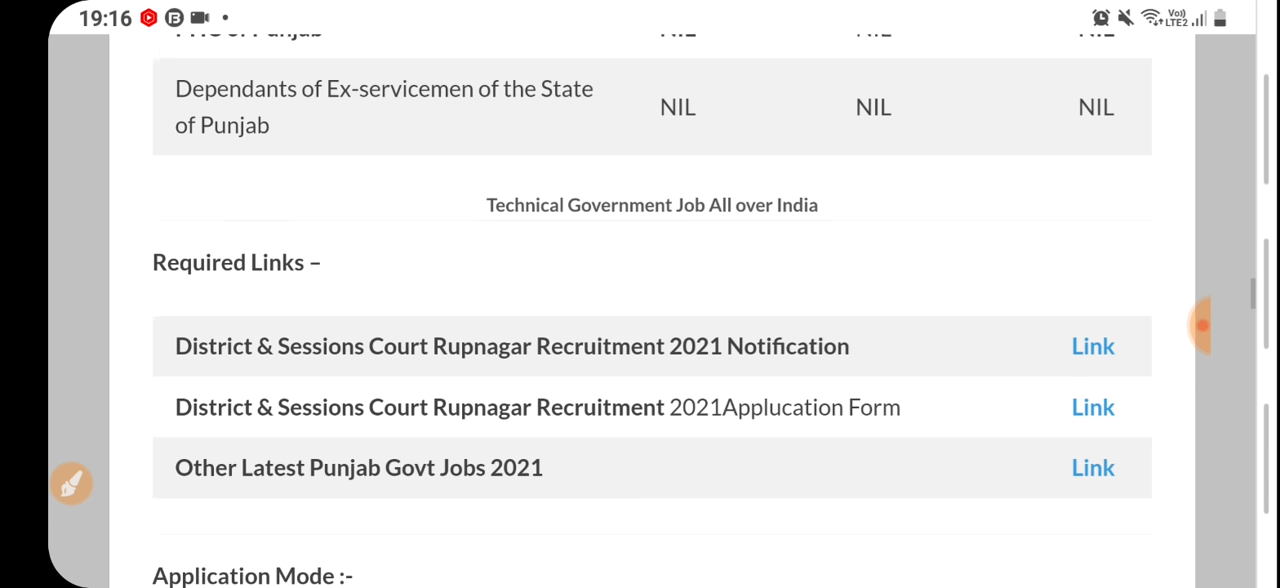 19:16 Vo) LTE2
Dependants of Ex-servicemen of the State
of Punjab NIL NIL NIL
Technical Government Job All over India
Required Links –
District & Sessions Court Rupnagar Recruitment 2021 Notification Link
District & Sessions Court Rupnagar Recruitment 2021Applucation Form Link
Other Latest Punjab Govt Jobs 2021 Link
Application Mode :-